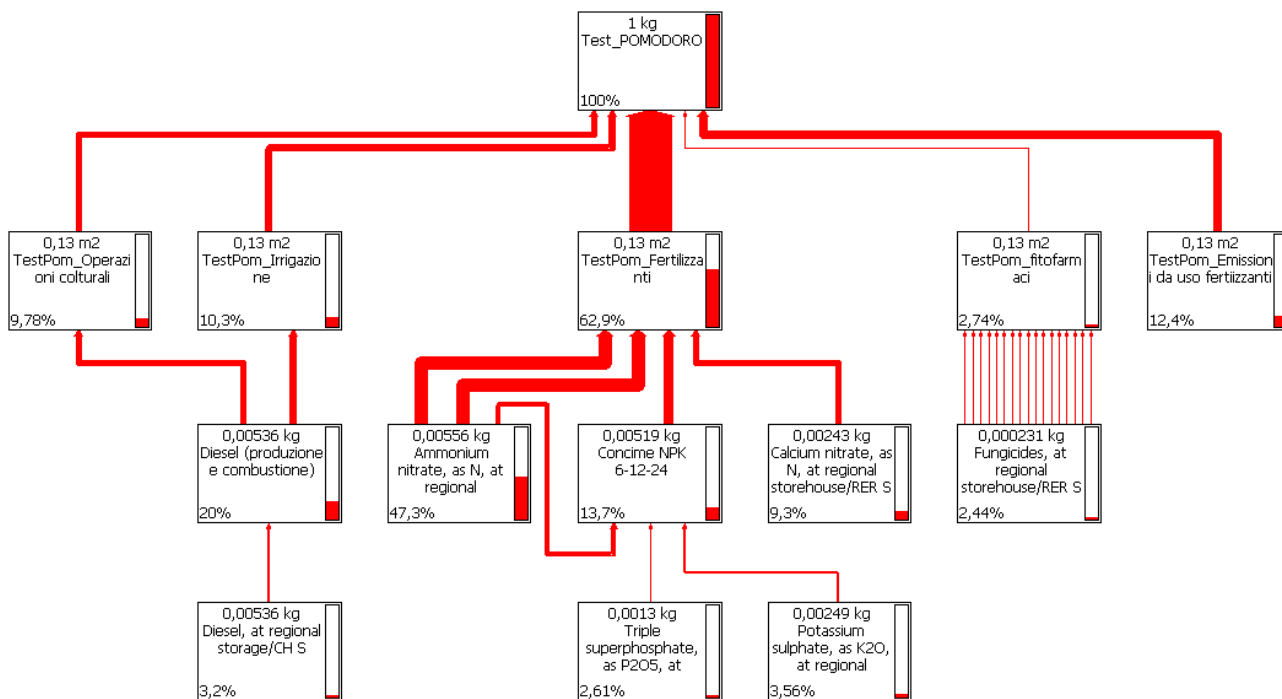 1 kg
Test_POMODORO
100%
0,13 m2
TestPom_Operazi
oni colturali
9,78%
0,13 m2
TestPom_Irrigazio
ne
10,3%
0,13 m2
TestPom_Fertilizza
nti
62,9%
0,13 m2
TestPom_fitofarm
aci
2,74%
0,13 m2
TestPom_Emission
i da uso fertiizzanti
12,4%
0,00536 kg
Diesel (produzione
e combustione)
20%
0,00556 kg
Ammonium
nitrate, as N, at
regional
47,3%
0,00519 kg
Concime NPK
6-12-24
13,7%
0,00243 kg
Calcium nitrate, as
N, at regional
storehouse/RER S
9,3%
0,000231 kg
Fungicides, at
regional
storehouse/RER S
2,44%
0,00536 kg
Diesel, at regional
storage/CH S
3,2%
0,0013 kg
Triple
superphosphate,
as P2O5, at
2,61%
0,00249 kg
Potassium
sulphate, as K2O,
at regional
3,56%